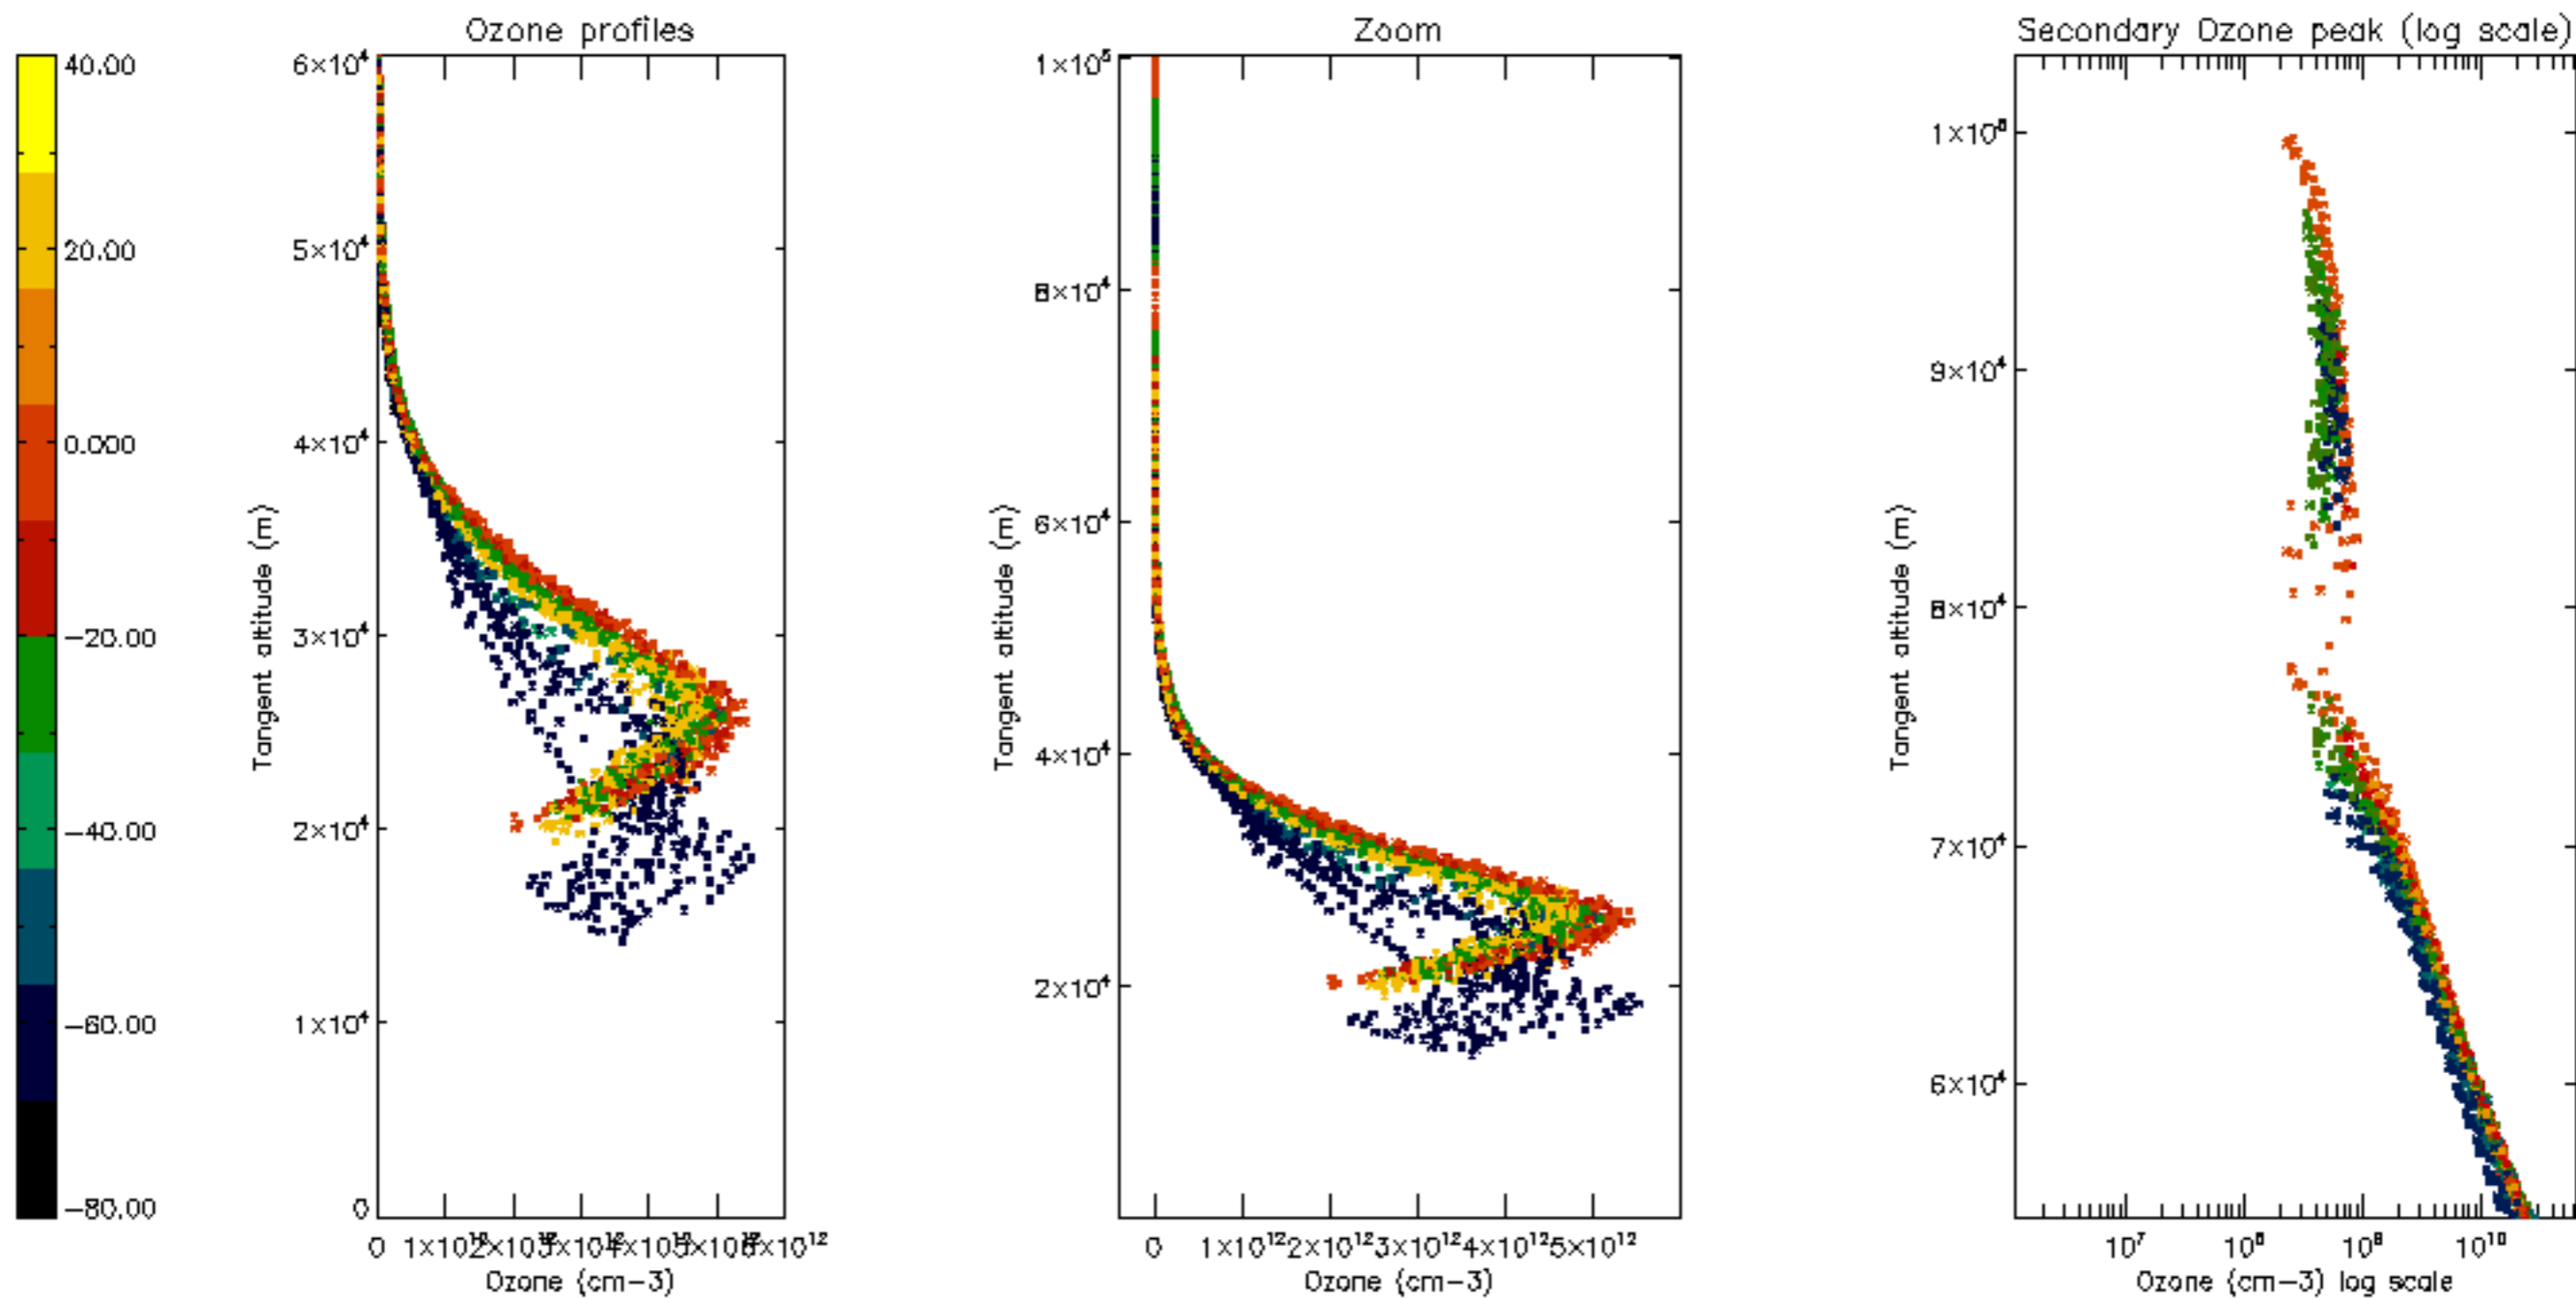 Ozone profiles
Zoom
Secondary Ozone peak (log scale)
40.00
20.00
0.000
−20.00
−40.00
−60.00
−80.00
6×10⁴
5×10⁴
4×10⁴
3×10⁴
2×10⁴
1×10⁴
0
Tangent altitude (m)
0
Ozone (cm−3)
1×10⁵
8×10⁴
6×10⁴
4×10⁴
2×10⁴
Tangent altitude (m)
0 1×10¹² 2×10¹² 3×10¹² 4×10¹² 5×10¹²
Ozone (cm−3)
9×10⁴
8×10⁴
7×10⁴
6×10⁴
Tangent altitude (m)
10⁷ 10⁸ 10⁹ 10¹⁰
Ozone (cm−3) log scale